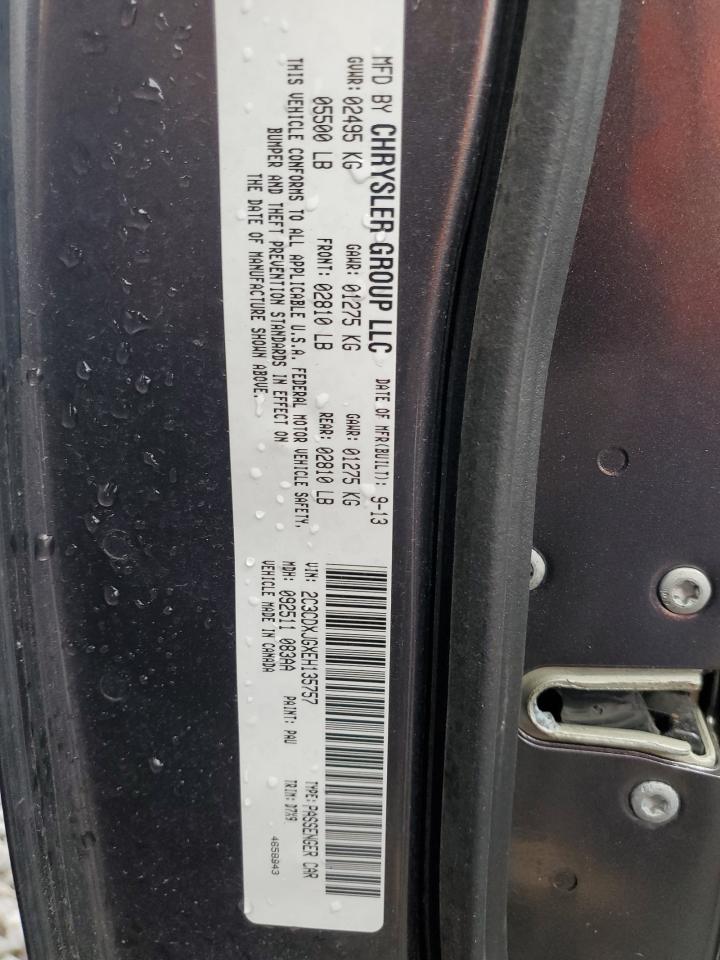 MFD BY CHRYSLER GROUP LLC DATE OF MFR(BUILT): 9-13
GVWR: 02495 KG GAWR: 01275 KG GAWR: 01275 KG
05500 LB FRONT: 02810 LB REAR: 02810 LB
THIS VEHICLE CONFORMS TO ALL APPLICABLE U.S.A. FEDERAL MOTOR VEHICLE SAFETY,
BUMPER AND THEFT PREVENTION STANDARDS IN EFFECT ON
THE DATE OF MANUFACTURE SHOWN ABOVE.
VIN: 2C3CDXJGXEH135757 TYPE: PASSENGER CAR
MDH: 092511 083AA PAINT: PAU TRIM: D7X9
VEHICLE MADE IN CANADA
4658943